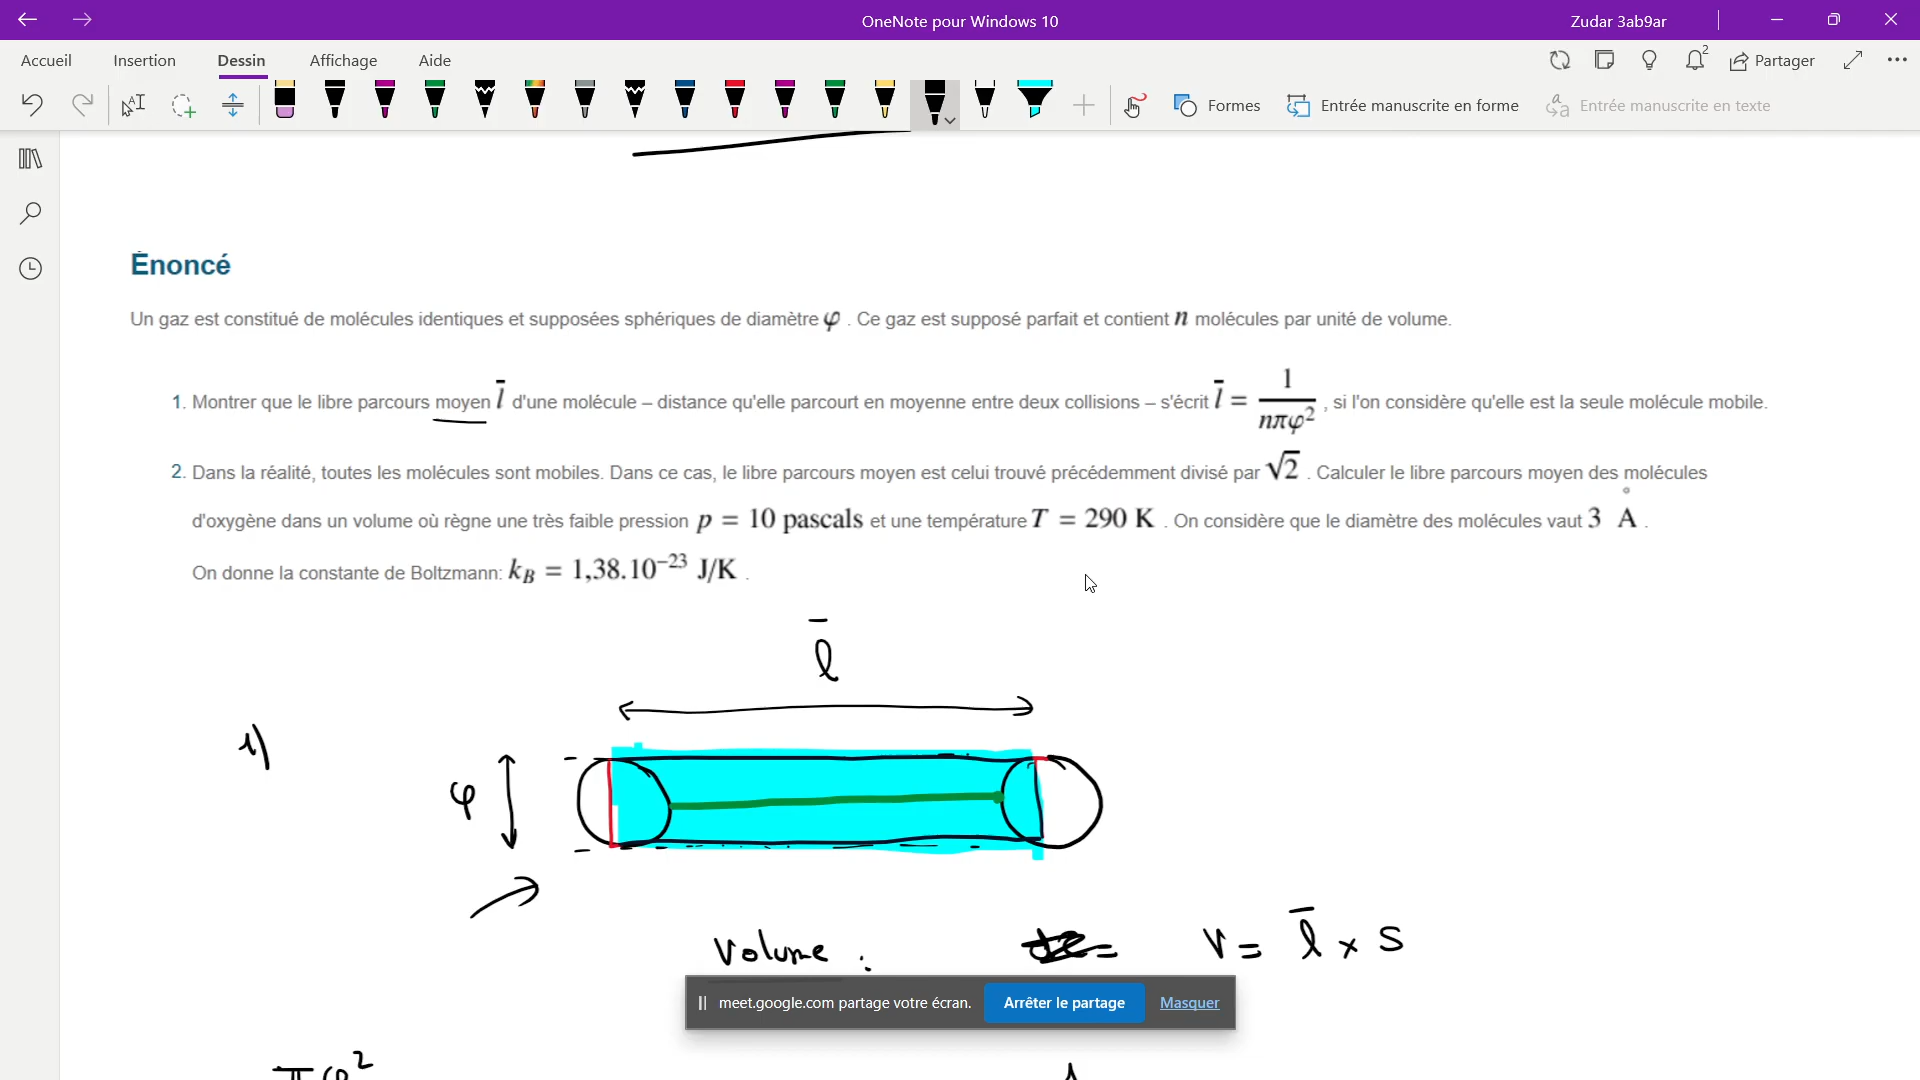 OneNote pour Windows 10
Zudar 3ab9ar
Accueil Insertion Dessin Affichage Aide
2
Partager
Formes
Entrée manuscrite en forme
Entrée manuscrite en texte
Énoncé
Un gaz est constitué de molécules identiques et supposées sphériques de diamètre φ . Ce gaz est supposé parfait et contient n molécules par unité de volume.
1. Montrer que le libre parcours moyen l̄ d'une molécule – distance qu'elle parcourt en moyenne entre deux collisions – s'écrit l̄ = 1/(nπφ²) , si l'on considère qu'elle est la seule molécule mobile.
2. Dans la réalité, toutes les molécules sont mobiles. Dans ce cas, le libre parcours moyen est celui trouvé précédemment divisé par √2 . Calculer le libre parcours moyen des molécules
d'oxygène dans un volume où règne une très faible pression p = 10 pascals et une température T = 290 K . On considère que le diamètre des molécules vaut 3 Å .
On donne la constante de Boltzmann: k_B = 1,38.10⁻²³ J/K .
l̄
1)
φ
Volume : V = l̄ × S
meet.google.com partage votre écran.
Arrêter le partage
Masquer
πφ²